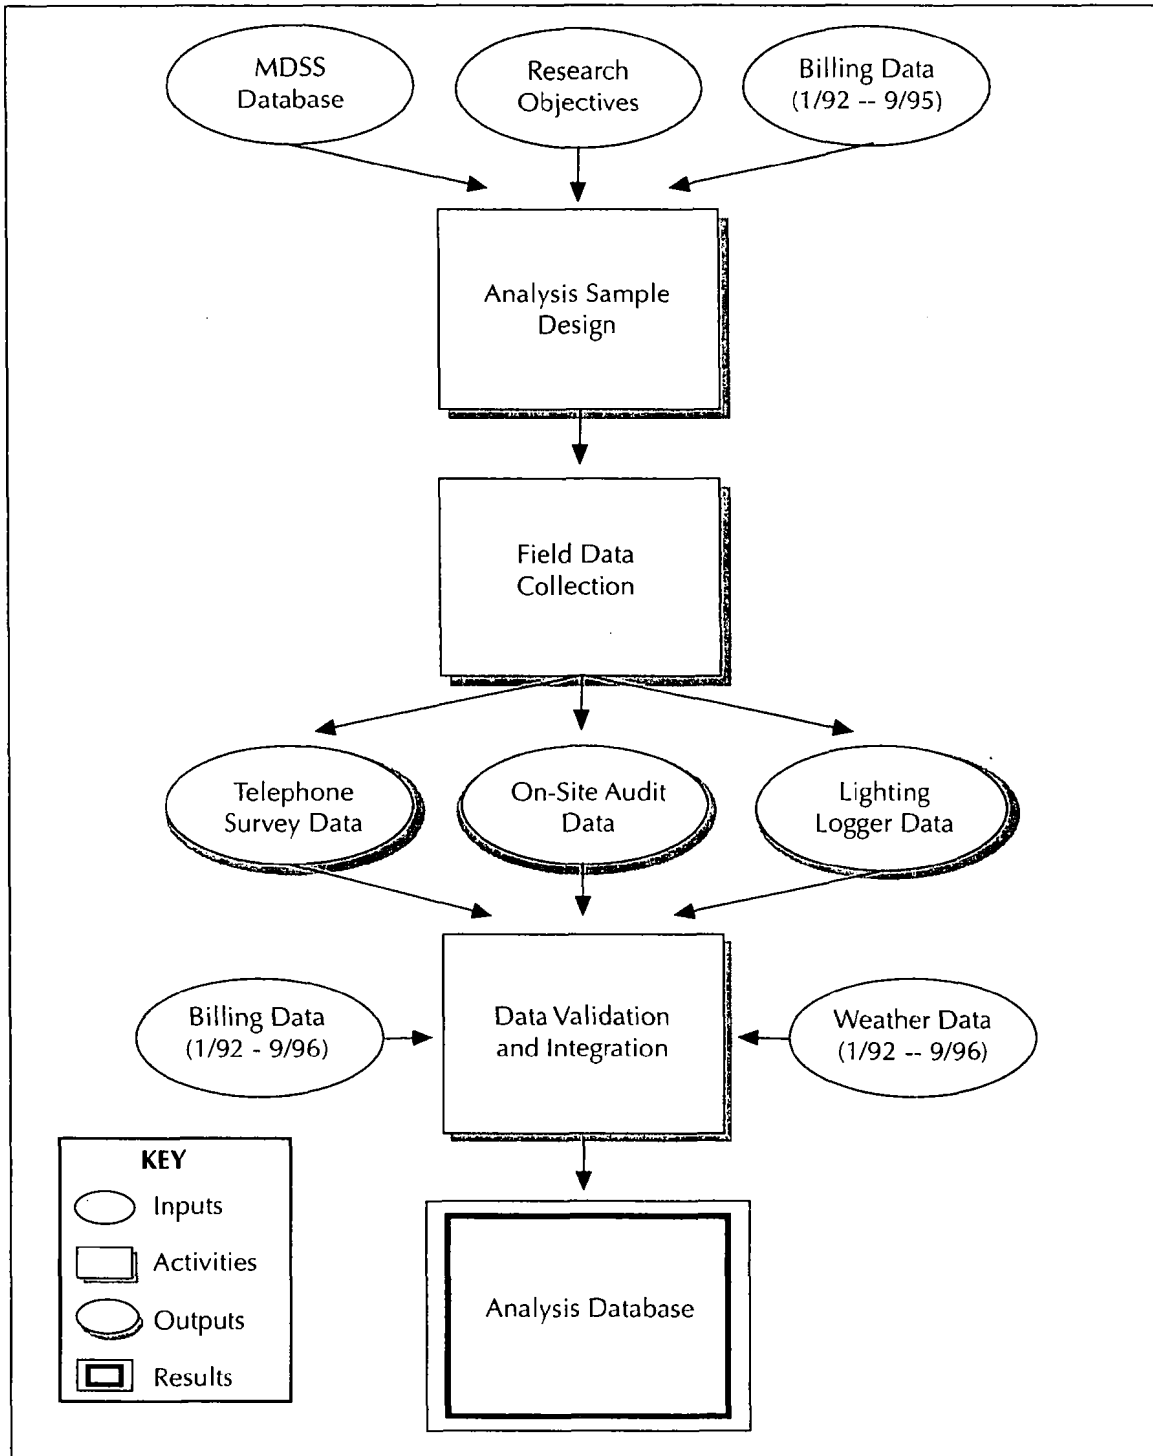 MDSS
Database
Research
Objectives
Billing Data
(1/92 -- 9/95)
Analysis Sample
Design
Field Data
Collection
Telephone
Survey Data
On-Site Audit
Data
Lighting
Logger Data
Billing Data
(1/92 - 9/96)
Data Validation
and Integration
Weather Data
(1/92 -- 9/96)
KEY
Inputs
Activities
Outputs
Results
Analysis Database